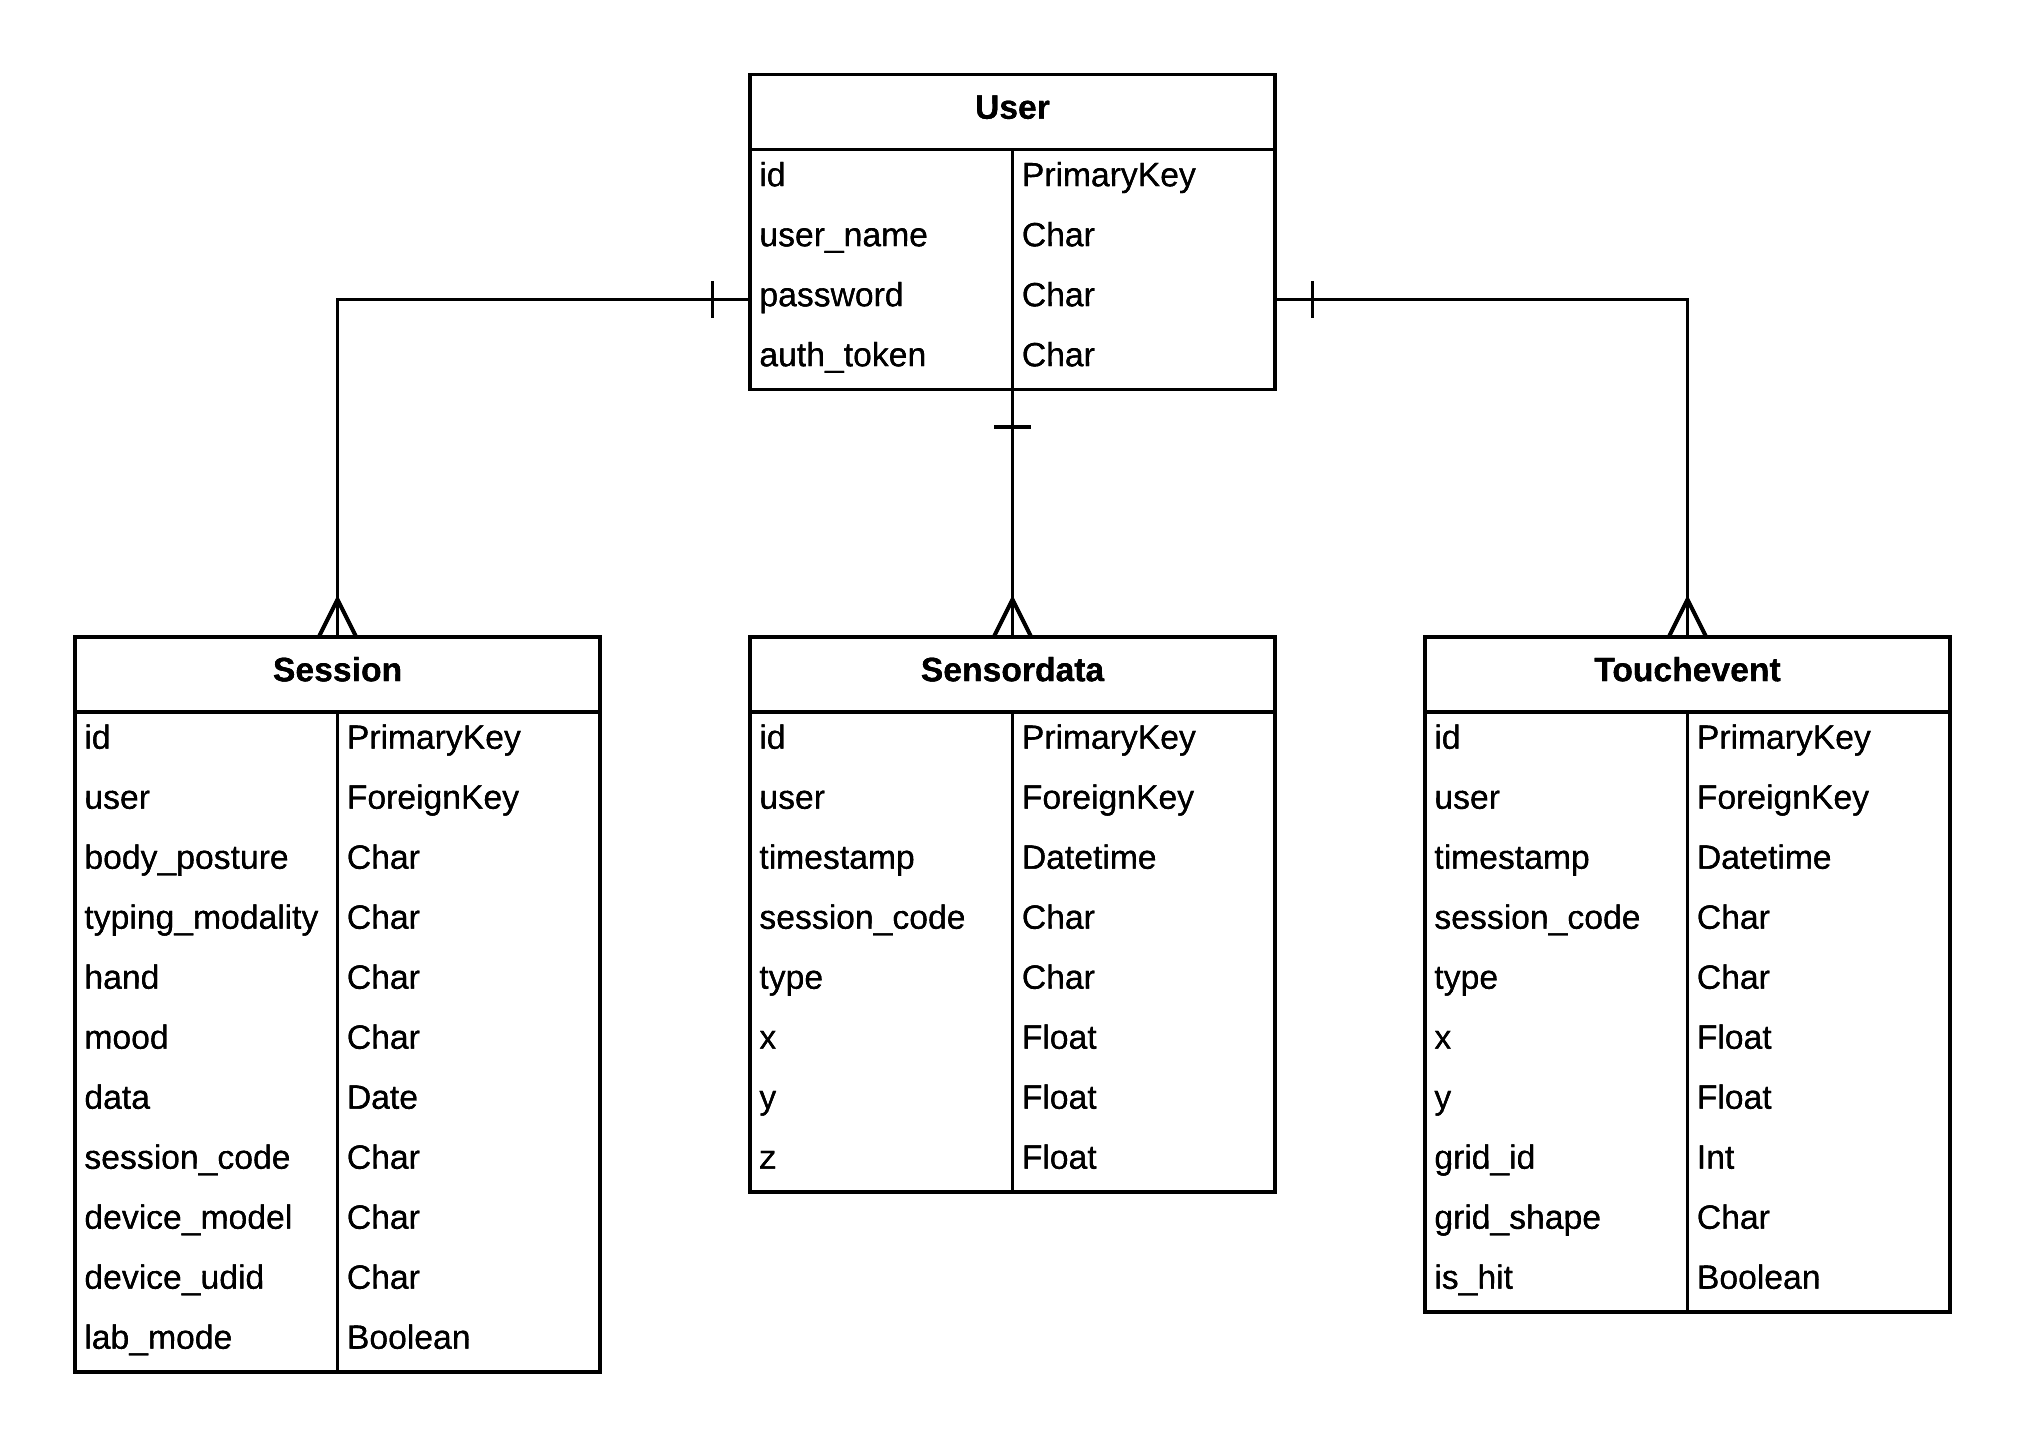 User
id PrimaryKey
user_name Char
password Char
auth_token Char
Session
id PrimaryKey
user ForeignKey
body_posture Char
typing_modality Char
hand Char
mood Char
data Date
session_code Char
device_model Char
device_udid Char
lab_mode Boolean
Sensordata
id PrimaryKey
user ForeignKey
timestamp Datetime
session_code Char
type Char
x Float
y Float
z Float
Touchevent
id PrimaryKey
user ForeignKey
timestamp Datetime
session_code Char
type Char
x Float
y Float
grid_id Int
grid_shape Char
is_hit Boolean